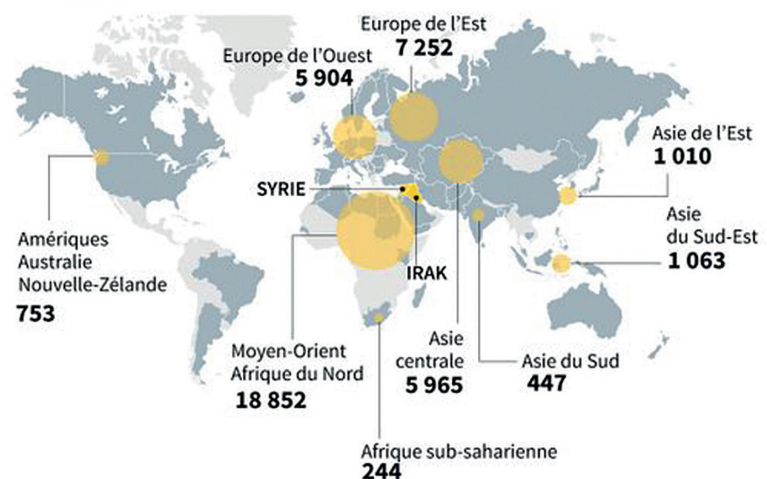 Europe de l'Est
7 252
Europe de l'Ouest
5 904
Asie de l'Est
1 010
SYRIE
Asie
du Sud-Est
1 063
Amériques
Australie
Nouvelle-Zélande
753
IRAK
Moyen-Orient
Afrique du Nord
18 852
Asie
centrale
5 965
Asie du Sud
447
Afrique sub-saharienne
244